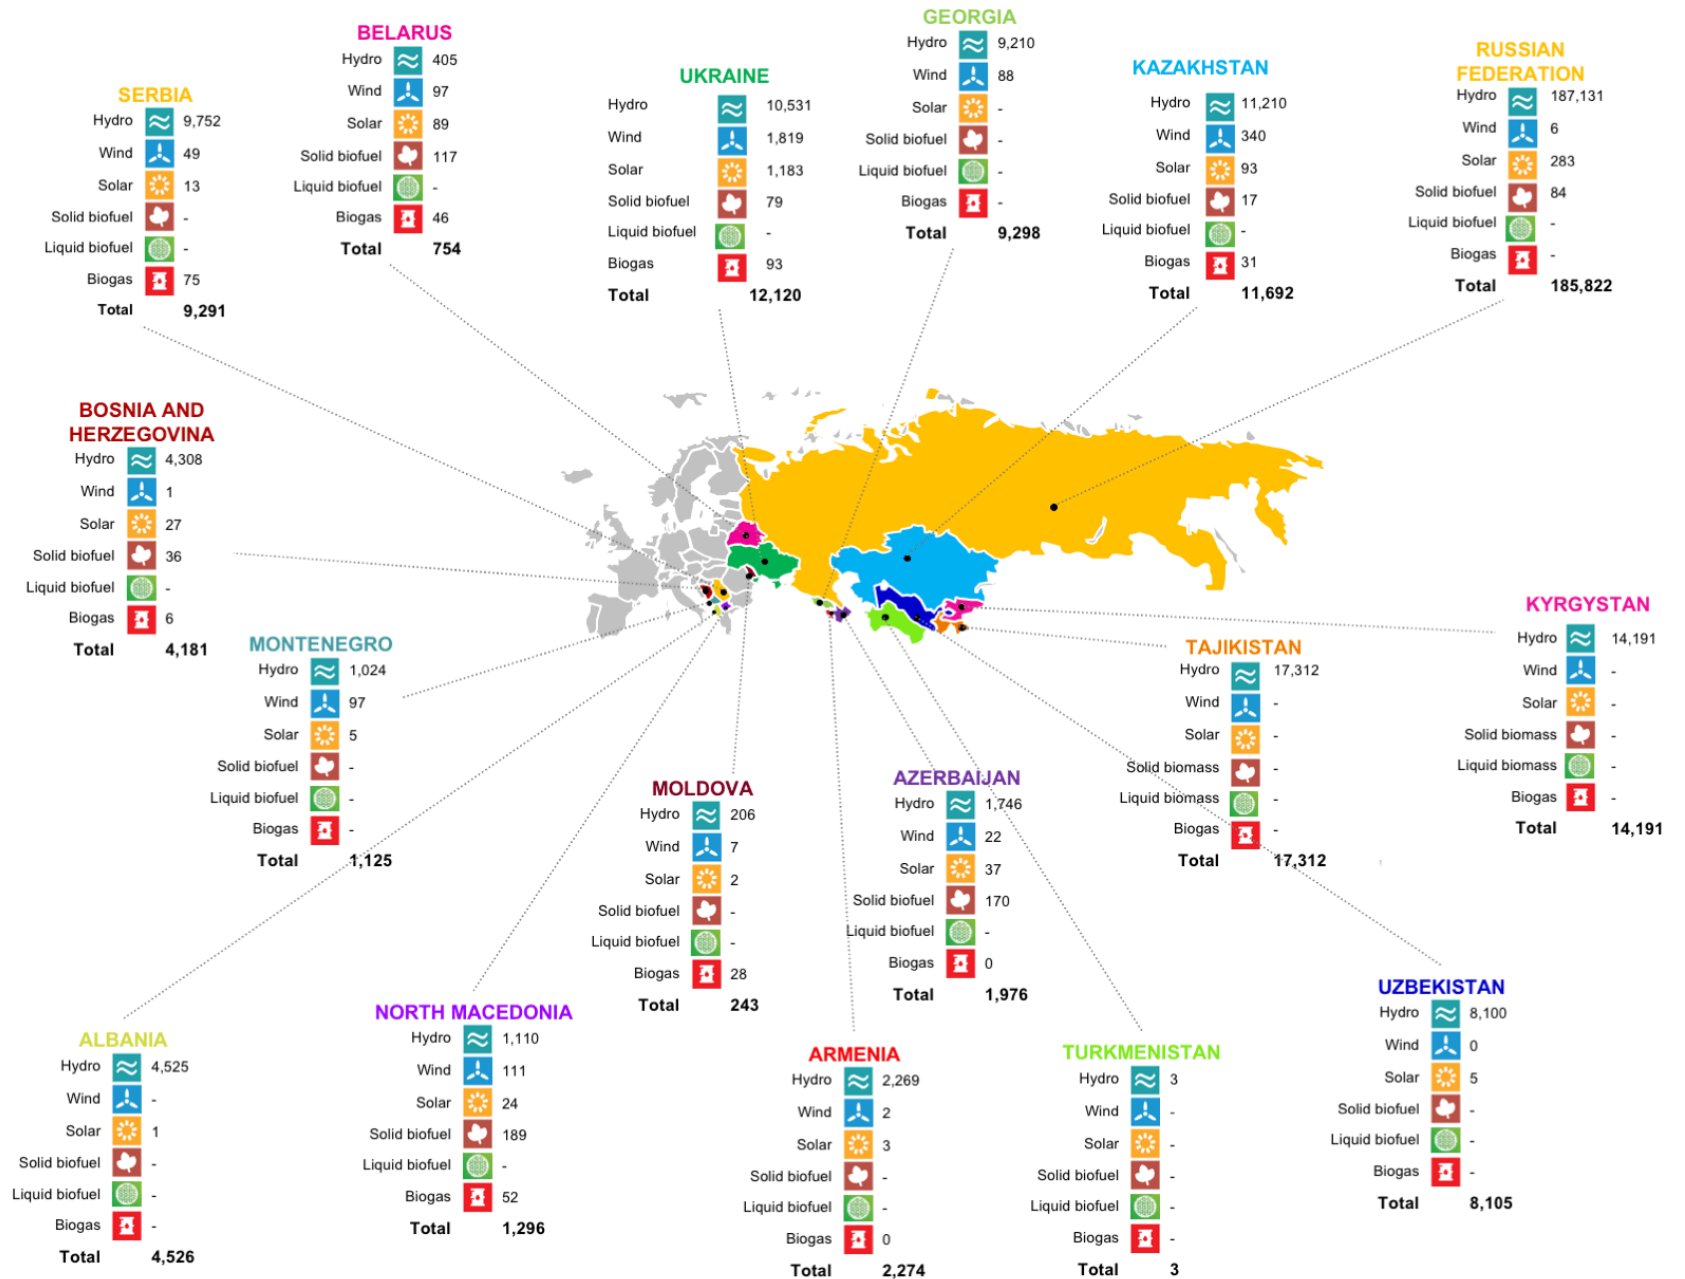 GEORGIA
Hydro 9,210
Wind 88
Solar -
Solid biofuel -
Liquid biofuel -
Biogas -
Total 9,298
BELARUS
Hydro 405
Wind 97
Solar 89
Solid biofuel 117
Liquid biofuel -
Biogas 46
Total 754
RUSSIAN
FEDERATION
Hydro 187,131
Wind 6
Solar 283
Solid biofuel 84
Liquid biofuel -
Biogas -
Total 185,822
KAZAKHSTAN
Hydro 11,210
Wind 340
Solar 93
Solid biofuel 17
Liquid biofuel -
Biogas 31
Total 11,692
UKRAINE
Hydro 10,531
Wind 1,819
Solar 1,183
Solid biofuel 79
Liquid biofuel -
Biogas 93
Total 12,120
SERBIA
Hydro 9,752
Wind 49
Solar 13
Solid biofuel -
Liquid biofuel -
Biogas 75
Total 9,291
BOSNIA AND
HERZEGOVINA
Hydro 4,308
Wind 1
Solar 27
Solid biofuel 36
Liquid biofuel -
Biogas 6
Total 4,181
MONTENEGRO
Hydro 1,024
Wind 97
Solar 5
Solid biofuel -
Liquid biofuel -
Biogas -
Total 1,125
KYRGYSTAN
Hydro 14,191
Wind -
Solar -
Solid biomass -
Liquid biomass -
Biogas -
Total 14,191
TAJIKISTAN
Hydro 17,312
Wind -
Solar -
Solid biomass -
Liquid biomass -
Biogas -
Total 17,312
MOLDOVA
Hydro 206
Wind 7
Solar 2
Solid biofuel -
Liquid biofuel -
Biogas 28
Total 243
AZERBAIJAN
Hydro 1,746
Wind 22
Solar 37
Solid biofuel 170
Liquid biofuel -
Biogas 0
Total 1,976
UZBEKISTAN
Hydro 8,100
Wind 0
Solar 5
Solid biofuel -
Liquid biofuel -
Biogas -
Total 8,105
ALBANIA
Hydro 4,525
Wind -
Solar 1
Solid biofuel -
Liquid biofuel -
Biogas -
Total 4,526
NORTH MACEDONIA
Hydro 1,110
Wind 111
Solar 24
Solid biofuel 189
Liquid biofuel -
Biogas 52
Total 1,296
ARMENIA
Hydro 2,269
Wind 2
Solar 3
Solid biofuel -
Liquid biofuel -
Biogas 0
Total 2,274
TURKMENISTAN
Hydro 3
Wind -
Solar -
Solid biofuel -
Liquid biofuel -
Biogas -
Total 3